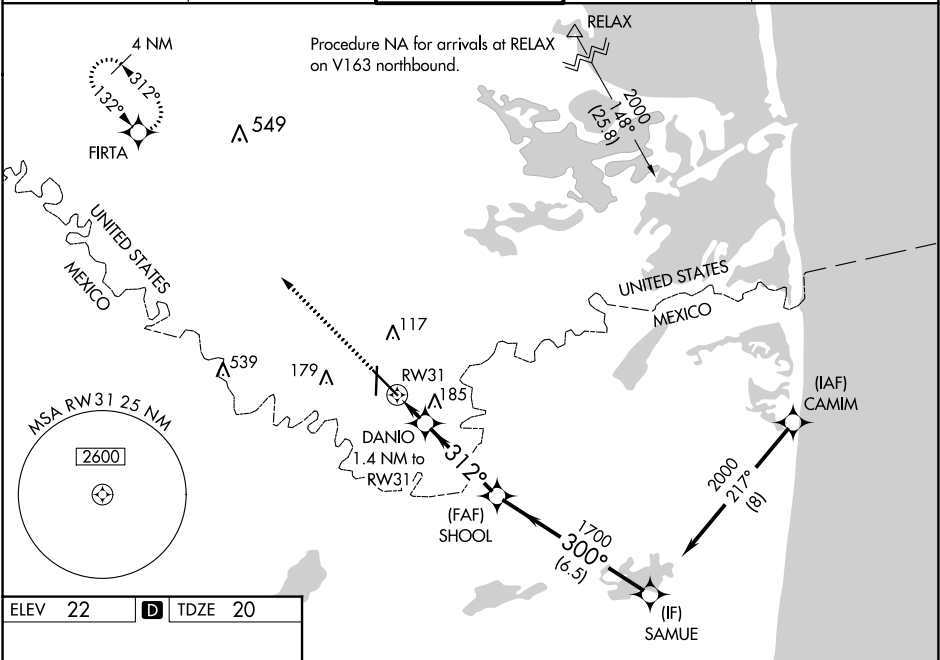 RELAX
4 NM
Procedure NA for arrivals at RELAX
on V163 northbound.
312°
132°
2000
148°
(25.8)
549
FIRTA
UNITED STATES
MEXICO
UNITED STATES
MEXICO
117
539
179
RW31
185
(IAF)
CAMIM
MSA RW31 25 NM
2600
DANIO
1.4 NM to
RW31
312°
2000
217°
(8)
(FAF)
SHOOL
1700
300°
(6.5)
(IF)
SAMUE
ELEV 22 D TDZE 20